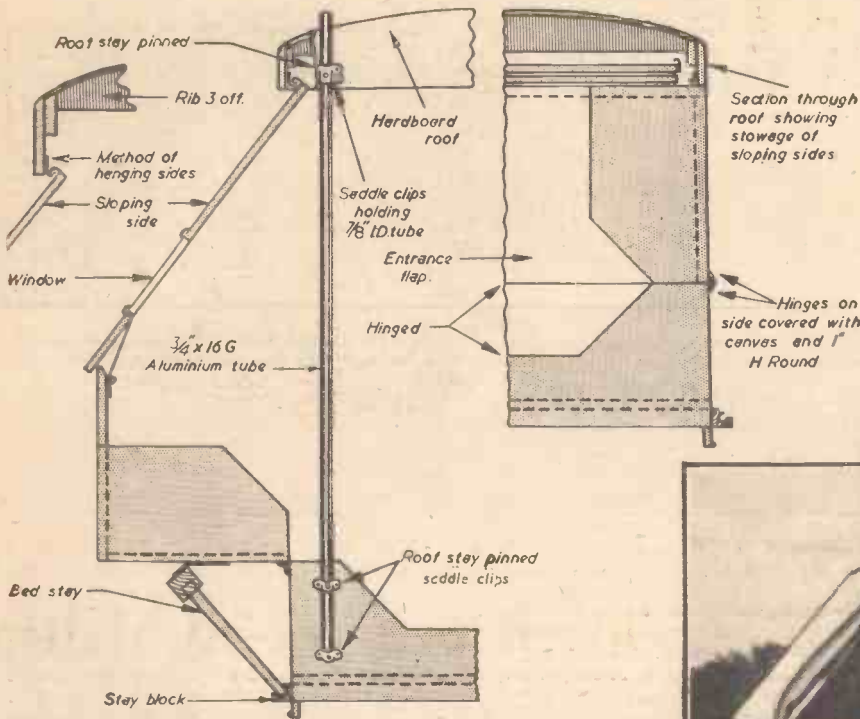 Roof stay pinned
Rib 3 off.
Method of
henging sides
Sloping
side
Window
3/4" x 16 G
Aluminium tube
Hardboard
roof
Saddle clips
holding
7/8" I.D. tube
Entrance
flap.
Hinged
Section through
roof showing
stowage of
sloping sides
Hinges on
side covered with
canvas and 1"
H Round
Bed stay
Stay block
Roof stay pinned
saddle clips